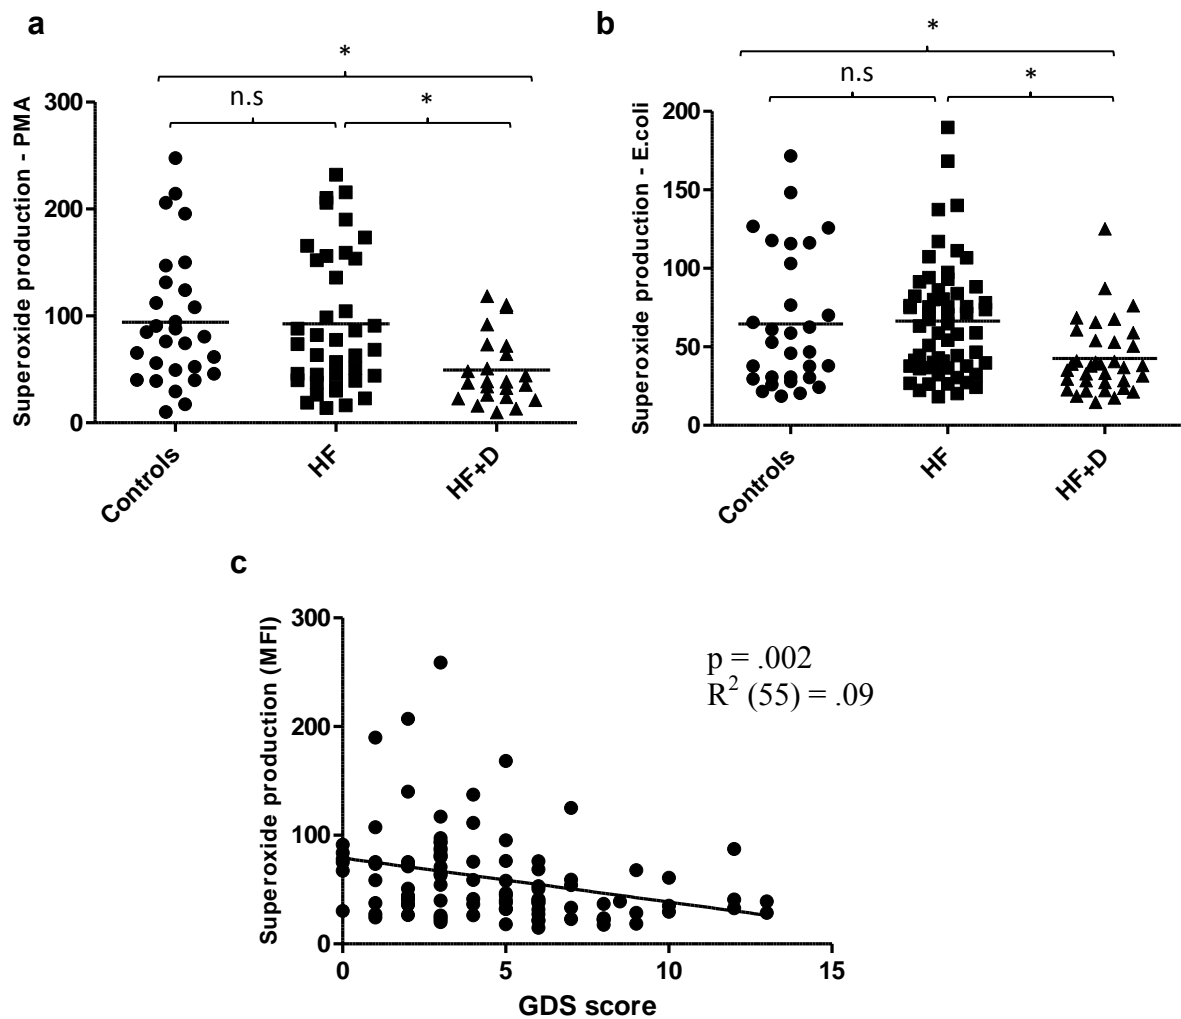 a
*
n.s
*
Superoxide production - PMA
300
200
100
0
Controls
HF
HF+D
b
*
n.s
*
Superoxide production - E.coli
200
150
100
50
0
Controls
HF
HF+D
c
Superoxide production (MFI)
300
200
100
0
0
5
10
15
GDS score
p = .002
R² (55) = .09